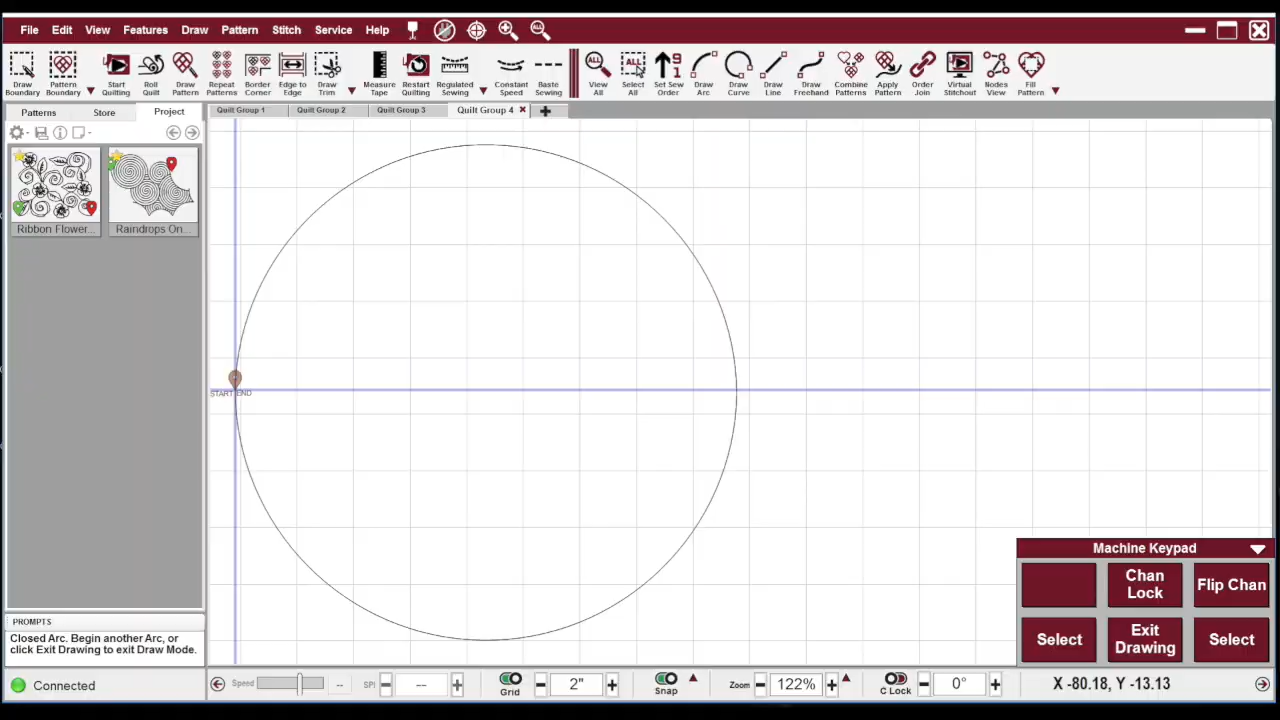 File Edit View Features Draw Pattern Stitch Service Help
Draw Boundary
Pattern Boundary
Start Quilting
Roll Quilt
Draw Pattern
Repeat Patterns
Border Corner
Edge to Edge
Draw Trim
Measure Tape
Restart Quilting
Regulated Sewing
Constant Speed
Baste Sewing
View All
Select All
Set Sew Order
Draw Arc
Draw Curve
Draw Line
Draw Freehand
Combine Patterns
Apply Pattern
Order Join
Virtual Stitchout
Nodes View
Fill Pattern
Patterns Store Project
Quilt Group 1 Quilt Group 2 Quilt Group 3 Quilt Group 4
Ribbon Flower... Raindrops On...
START END
Machine Keypad
Chan Lock
Flip Chan
Select
Exit Drawing
Select
PROMPTS
Closed Arc. Begin another Arc, or
click Exit Drawing to exit Draw Mode.
Connected
Speed -- SPI -- Grid 2" Snap Zoom 122% C Lock 0° X -80.18, Y -13.13